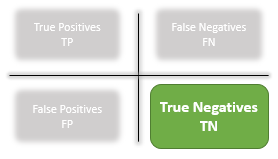 True Positives
TP
False Negatives
FN
False Positives
FP
True Negatives
TN